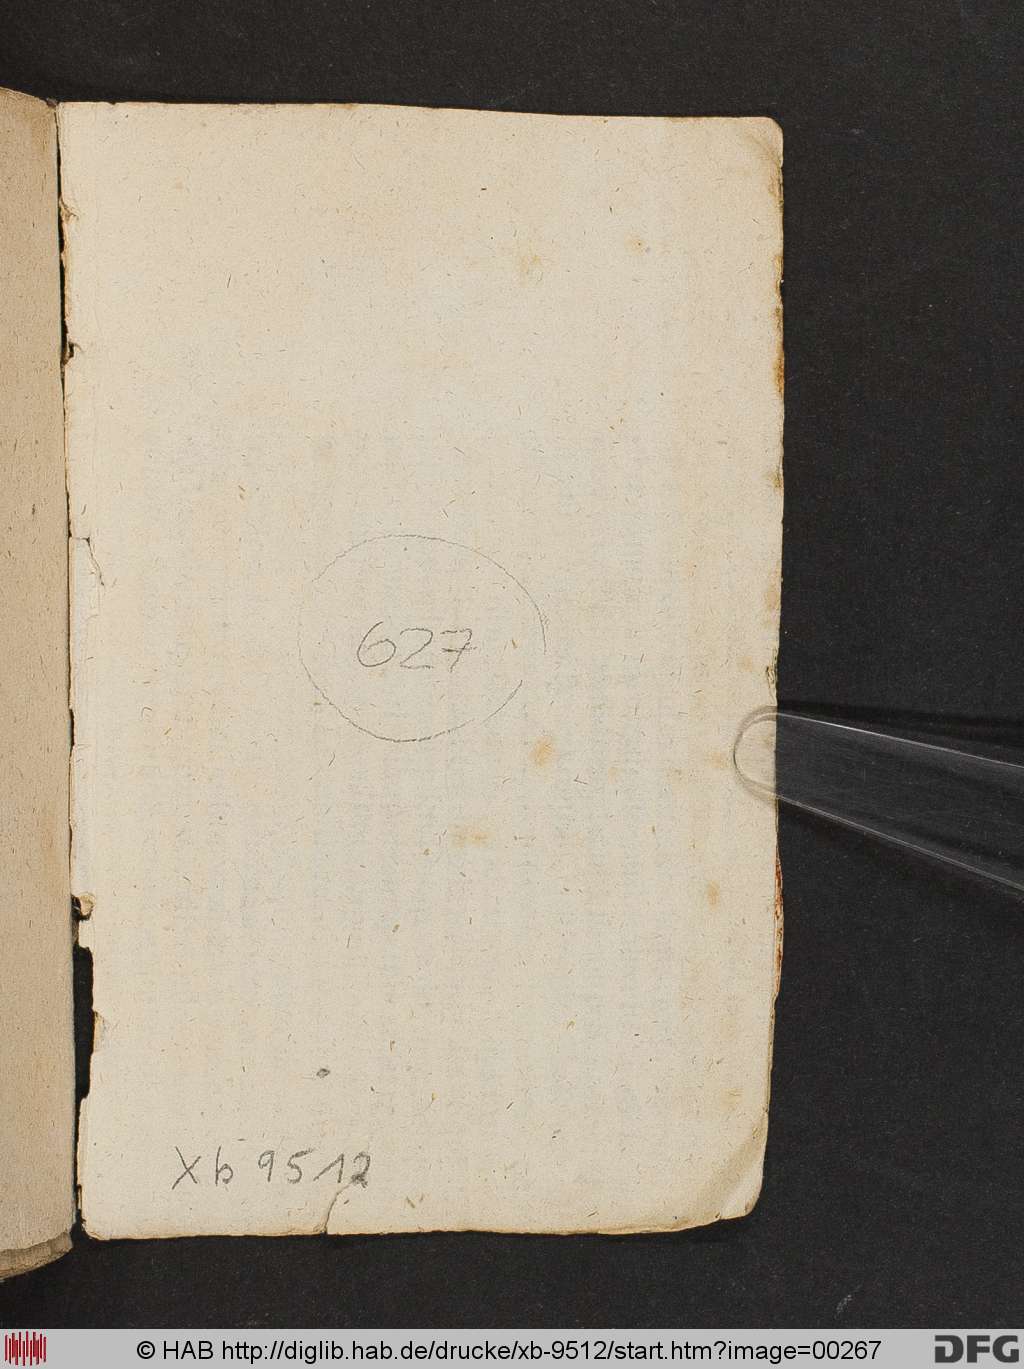 627
Xb 9512
© HAB http://diglib.hab.de/drucke/xb-9512/start.htm?image=00267
DFG